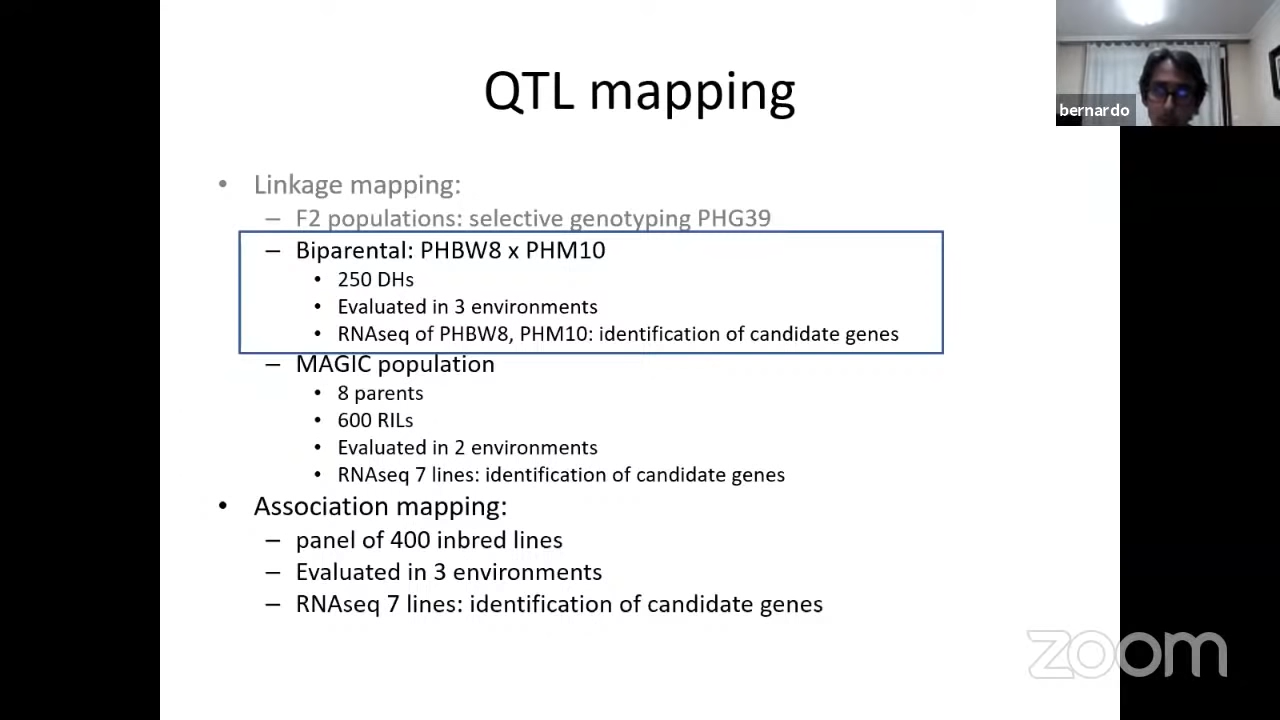 QTL mapping
bernardo
• Linkage mapping:
– F2 populations: selective genotyping PHG39
– Biparental: PHBW8 x PHM10
• 250 DHs
• Evaluated in 3 environments
• RNAseq of PHBW8, PHM10: identification of candidate genes
– MAGIC population
• 8 parents
• 600 RILs
• Evaluated in 2 environments
• RNAseq 7 lines: identification of candidate genes
• Association mapping:
– panel of 400 inbred lines
– Evaluated in 3 environments
– RNAseq 7 lines: identification of candidate genes
zoom